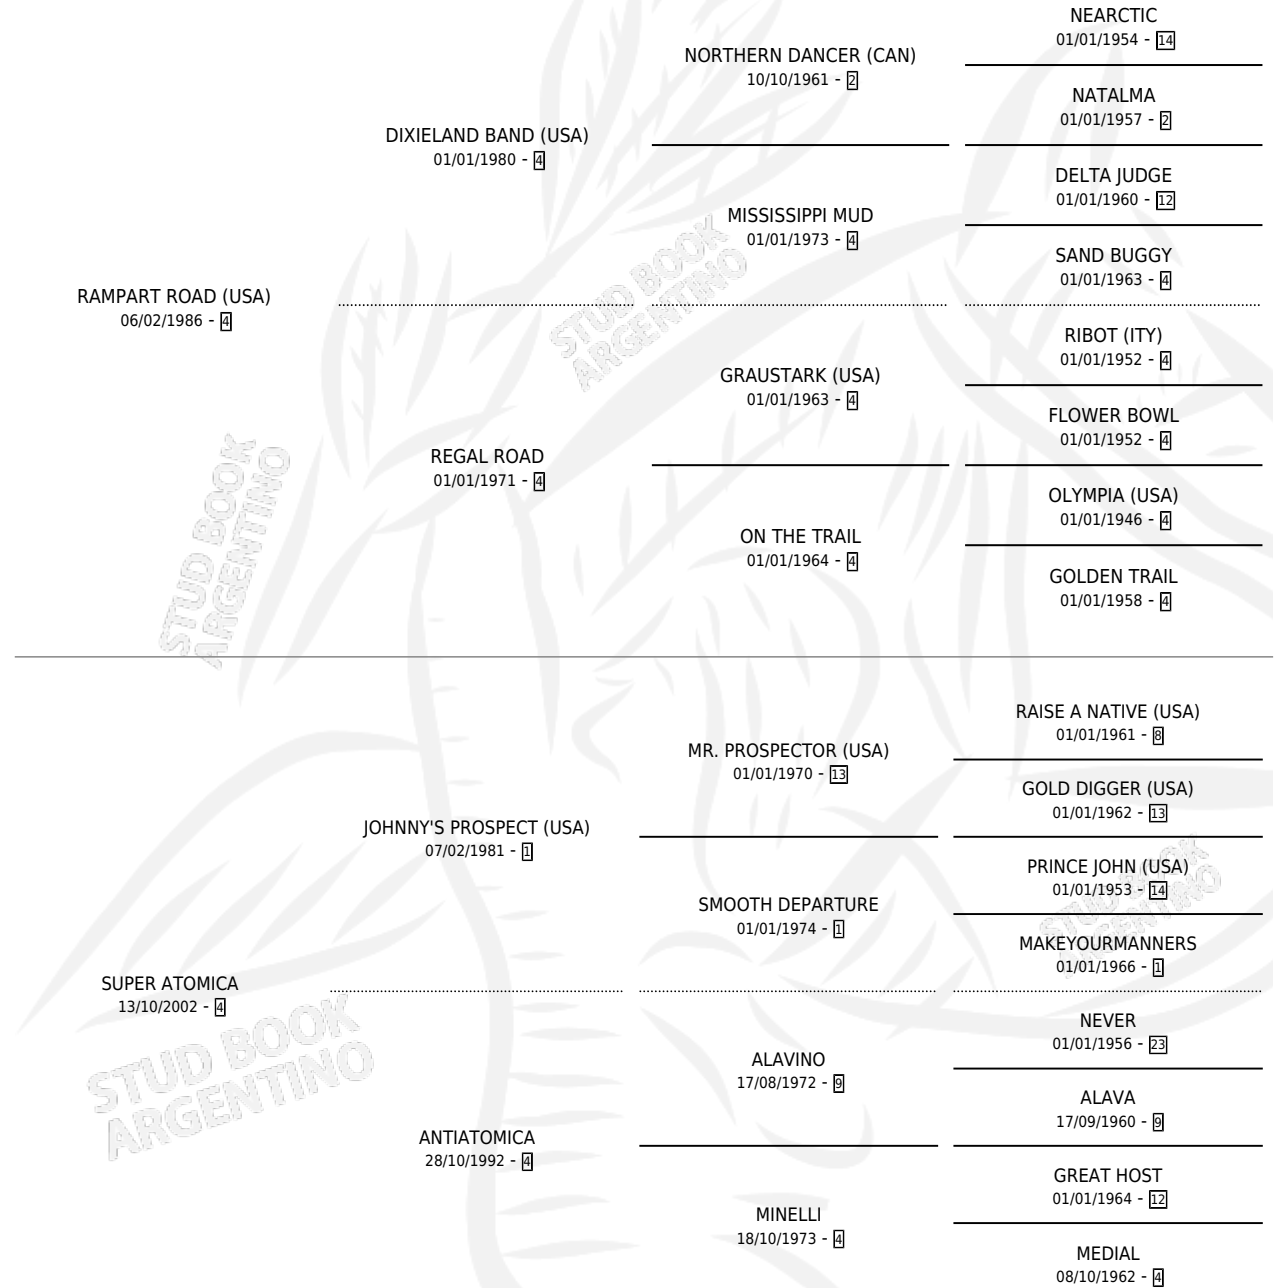 NEARCTIC
01/01/1954 - 14
NORTHERN DANCER (CAN)
10/10/1961 - 2
NATALMA
01/01/1957 - 2
DIXIELAND BAND (USA)
01/01/1980 - 4
DELTA JUDGE
01/01/1960 - 12
MISSISSIPPI MUD
01/01/1973 - 4
SAND BUGGY
01/01/1963 - 4
RAMPART ROAD (USA)
06/02/1986 - 4
STUD BOOK
ARGENTINO
RIBOT (ITY)
01/01/1952 - 4
GRAUSTARK (USA)
01/01/1963 - 4
FLOWER BOWL
01/01/1952 - 4
REGAL ROAD
01/01/1971 - 4
OLYMPIA (USA)
01/01/1946 - 4
ON THE TRAIL
01/01/1964 - 4
GOLDEN TRAIL
01/01/1958 - 4
STUD BOOK
ARGENTINO
RAISE A NATIVE (USA)
01/01/1961 - 8
MR. PROSPECTOR (USA)
01/01/1970 - 13
GOLD DIGGER (USA)
01/01/1962 - 13
JOHNNY'S PROSPECT (USA)
07/02/1981 - 1
PRINCE JOHN (USA)
01/01/1953 - 14
SMOOTH DEPARTURE
01/01/1974 - 1
STUD BOOK
ARGENTINO
MAKEYOURMANNERS
01/01/1966 - 1
SUPER ATOMICA
13/10/2002 - 4
NEVER
01/01/1956 - 23
ALAVINO
17/08/1972 - 9
STUD BOOK
ARGENTINO
ALAVA
17/09/1960 - 9
ANTIATOMICA
28/10/1992 - 4
GREAT HOST
01/01/1964 - 12
MINELLI
18/10/1973 - 4
MEDIAL
08/10/1962 - 4